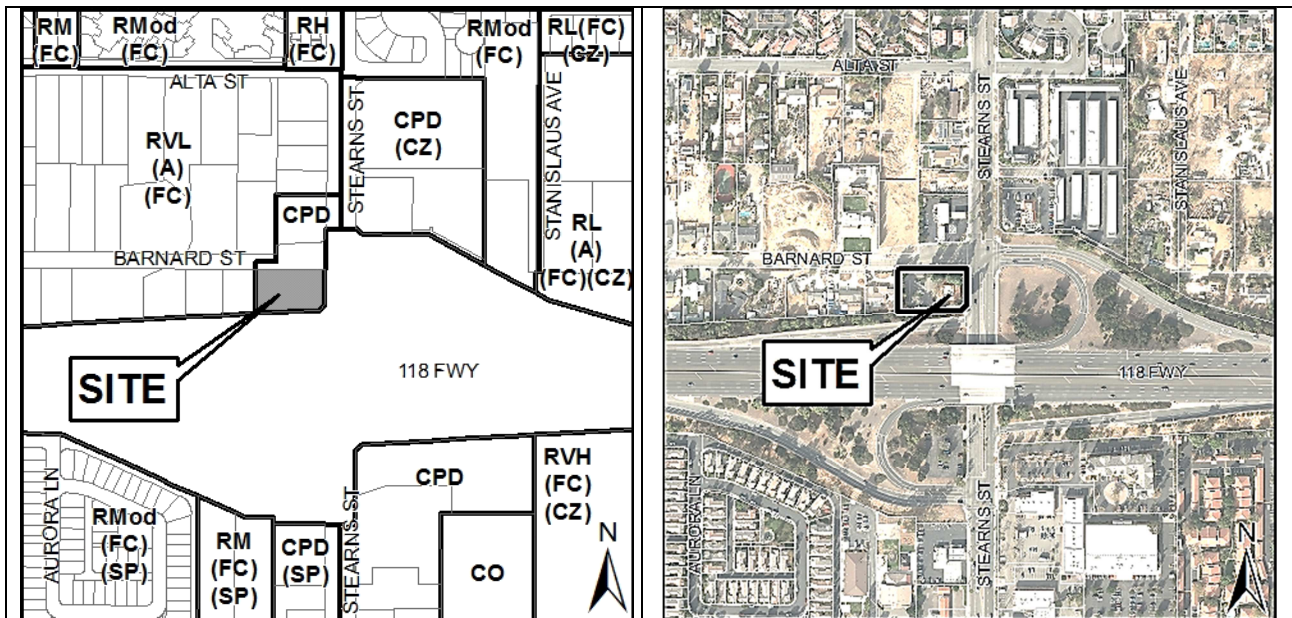 RM
(FC)
RMod
(FC)
RH
(FC)
RMod
(FC)
RL(FC)
(CZ)
ALTA ST
STEARNS ST
CPD
(CZ)
STANISLAUS AVE
RVL
(A)
(FC)
CPD
RL
(A)
(FC)(CZ)
BARNARD ST
SITE
118 FWY
AURORA LN
RMod
(FC)
(SP)
RM
(FC)
(SP)
CPD
(SP)
STEARNS ST
CPD
CO
RVH
(FC)
(CZ)
N
ALTA ST
STEARNS ST
STANISLAUS AVE
BARNARD ST
SITE
118 FWY
AURORA LN
STEARNS ST
N